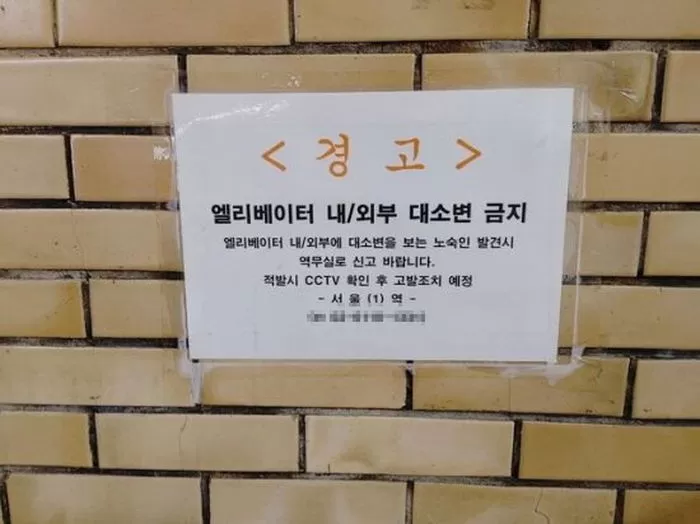 < 경 고 >
엘리베이터 내/외부 대소변 금지
엘리베이터 내/외부에 대소변을 보는 노숙인 발견시
역무실로 신고 바랍니다.
적발시 CCTV 확인 후 고발조치 예정
- 서 울 (1) 역 -